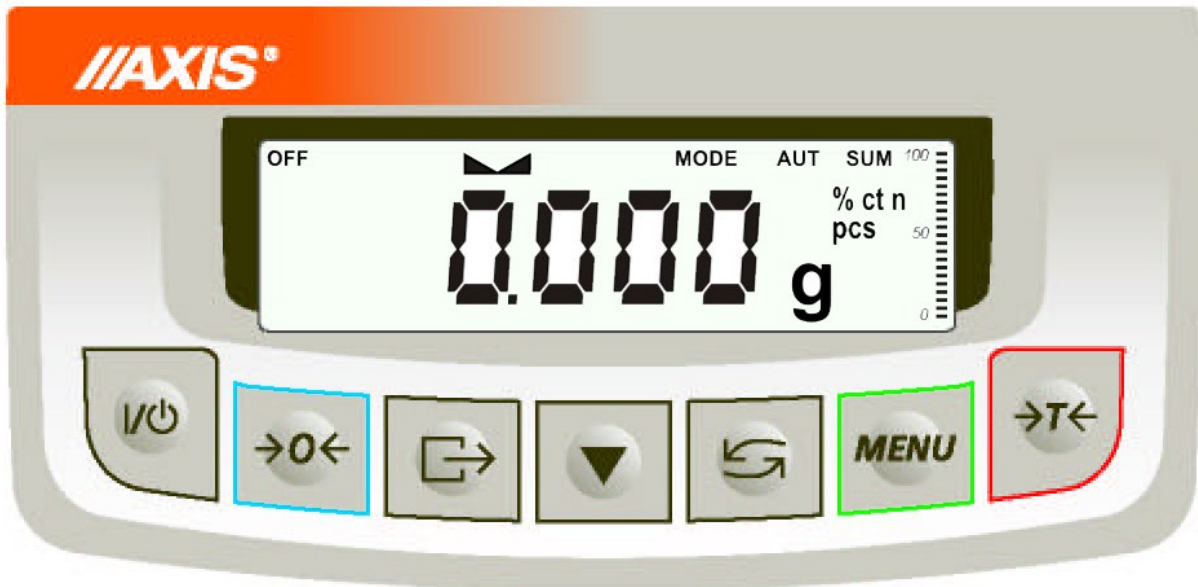 //AXIS®
OFF MODE AUT SUM 100
% ct n
pcs 50
0.000 g
0
I/⏻
→0←
MENU
→T←